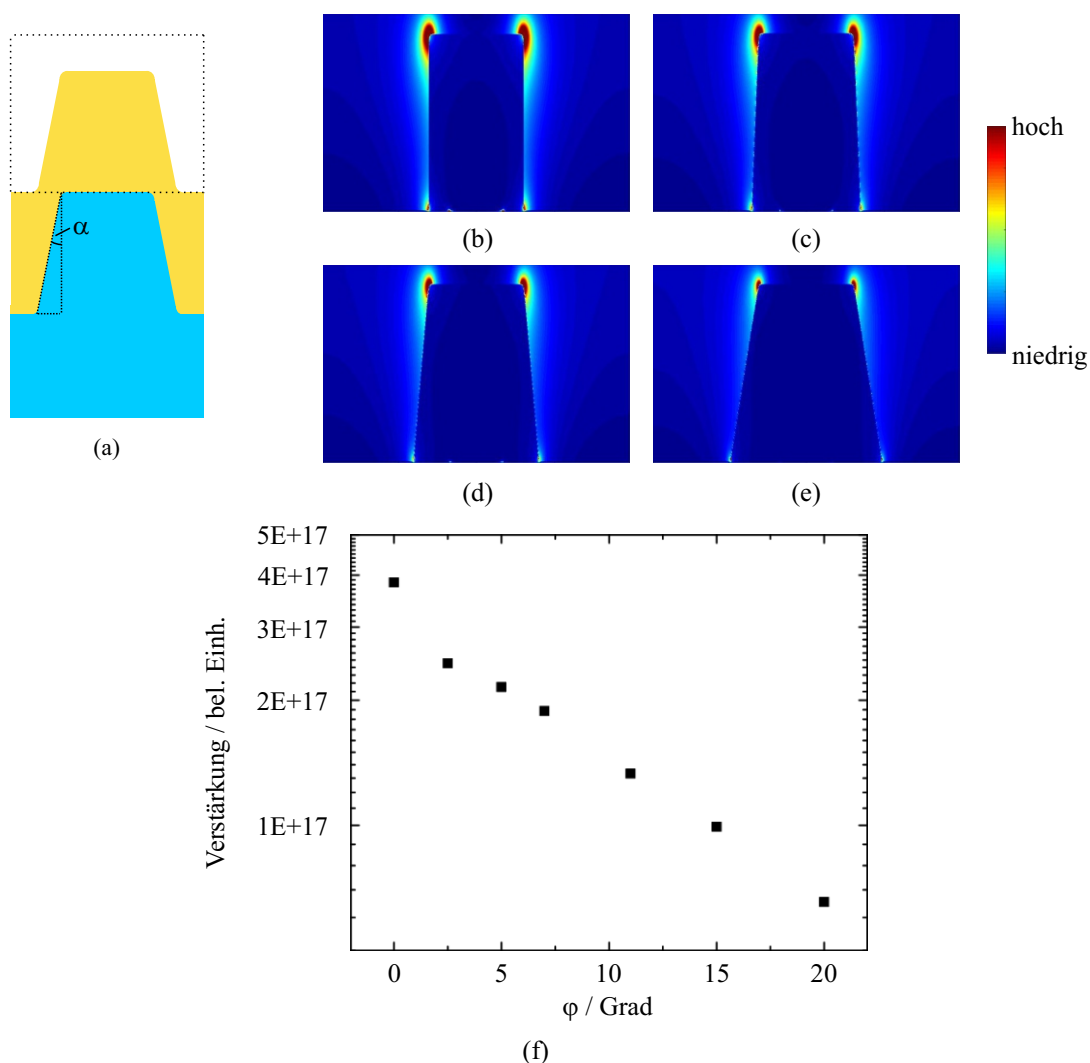 α
(a)
(b)
(c)
hoch
niedrig
(d)
(e)
5E+17
4E+17
3E+17
2E+17
1E+17
Verstärkung / bel. Einh.
0
5
10
15
20
φ / Grad
(f)